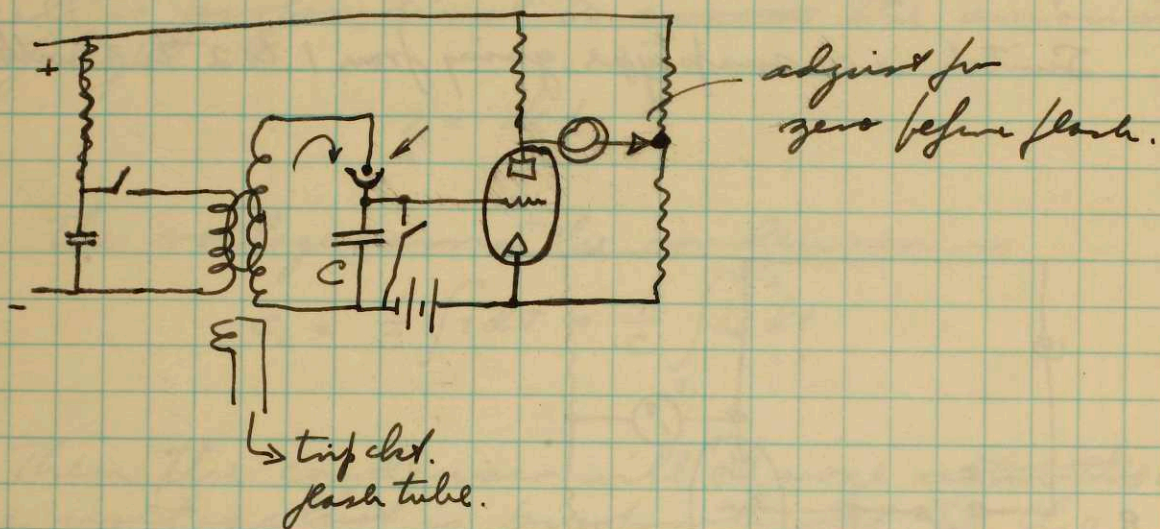 +
adjust for
zero before flash.
C
-
trip ckt.
flash tube.